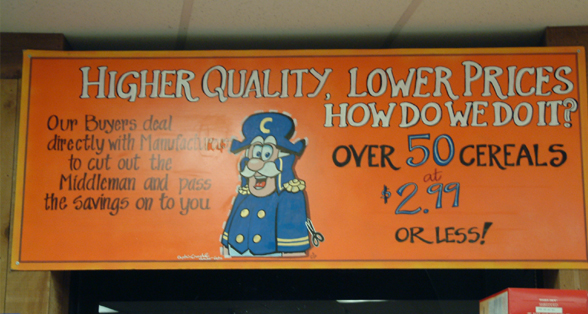 HIGHER QUALITY, LOWER PRICES
HOW DO WE DO IT?
Our Buyers deal
directly with Manufacturers
to cut out the
Middleman and pass
the savings on to you
C
OVER 50 CEREALS
at
$2.99
OR LESS!